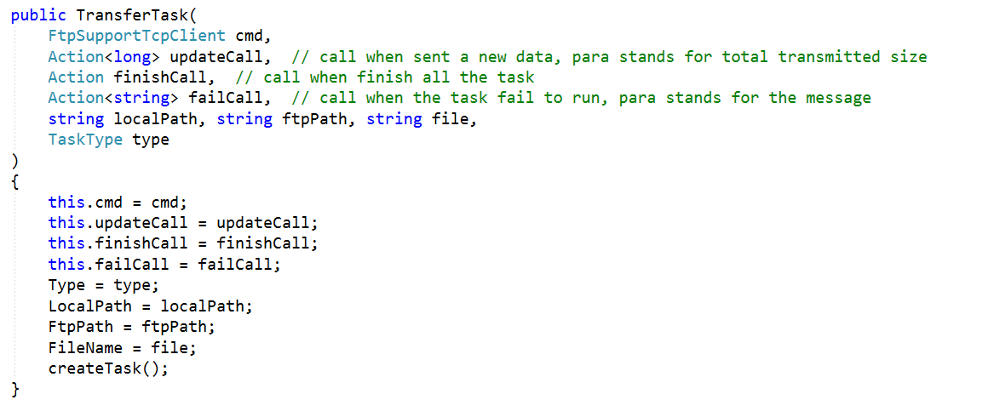 public TransferTask(
    FtpSupportTcpClient cmd,
    Action<long> updateCall,  // call when sent a new data, para stands for total transmitted size
    Action finishCall,  // call when finish all the task
    Action<string> failCall,  // call when the task fail to run, para stands for the message
    string localPath, string ftpPath, string file,
    TaskType type
)
{
    this.cmd = cmd;
    this.updateCall = updateCall;
    this.finishCall = finishCall;
    this.failCall = failCall;
    Type = type;
    LocalPath = localPath;
    FtpPath = ftpPath;
    FileName = file;
    createTask();
}